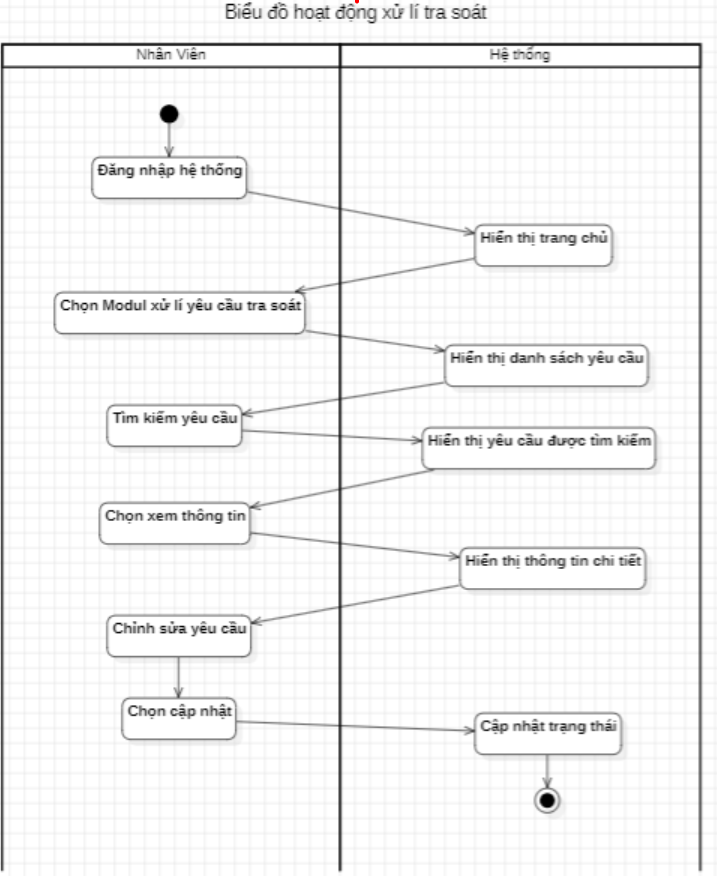 Biểu đồ hoạt động xử lí tra soát
Nhân Viên
Hệ thống
Đăng nhập hệ thống
Hiển thị trang chủ
Chọn Modul xử lí yêu cầu tra soát
Hiển thị danh sách yêu cầu
Tìm kiếm yêu cầu
Hiển thị yêu cầu được tìm kiếm
Chọn xem thông tin
Hiển thị thông tin chi tiết
Chỉnh sửa yêu cầu
Chọn cập nhật
Cập nhật trạng thái